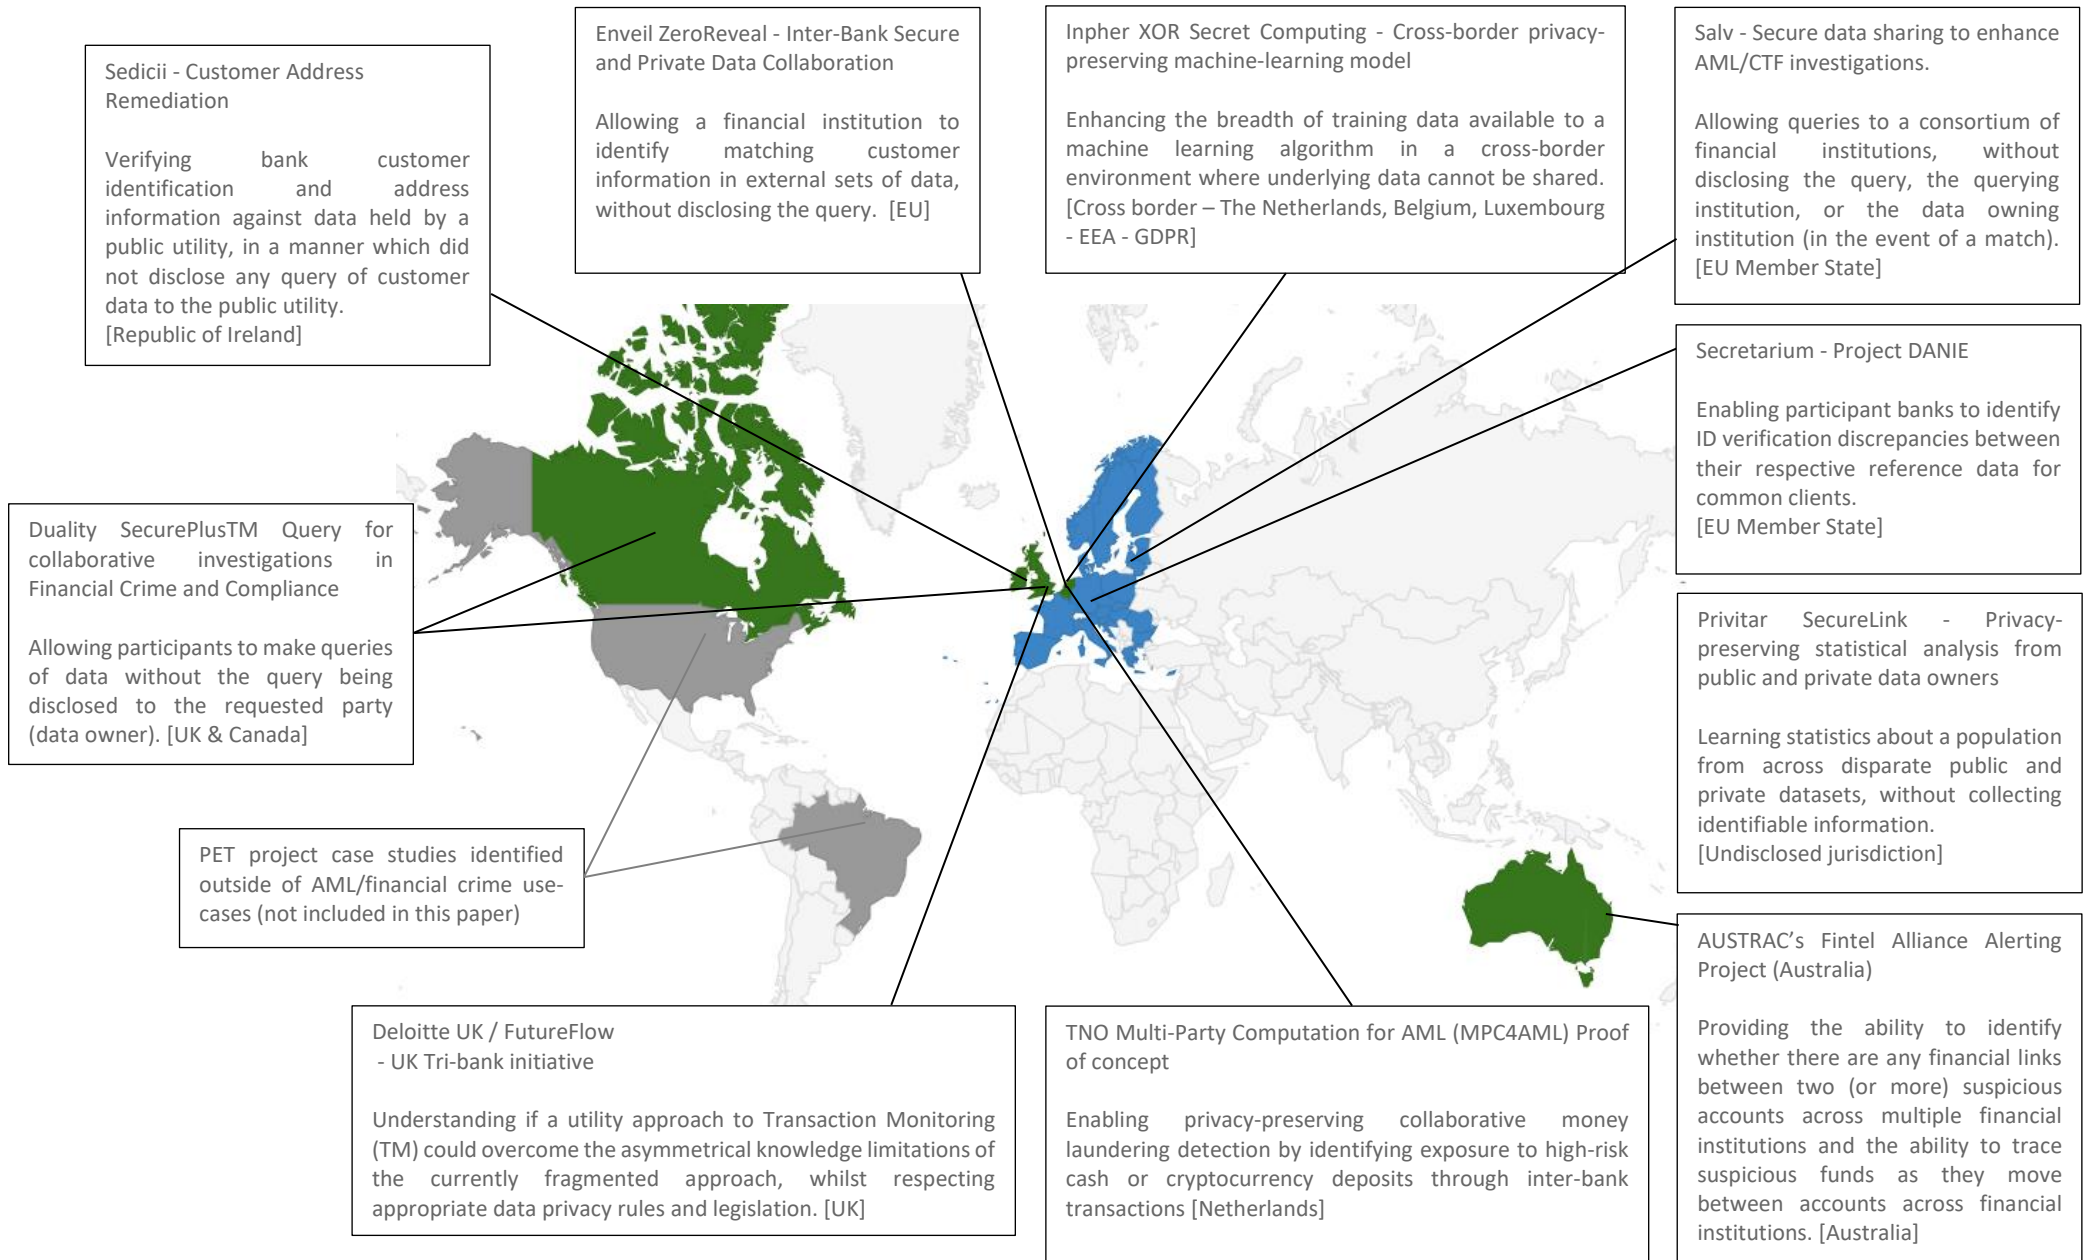 Sedicii - Customer Address
Remediation
Verifying bank customer
identification and address
information against data held by a
public utility, in a manner which did
not disclose any query of customer
data to the public utility.
[Republic of Ireland]
Enveil ZeroReveal - Inter-Bank Secure
and Private Data Collaboration
Allowing a financial institution to
identify matching customer
information in external sets of data,
without disclosing the query. [EU]
Inpher XOR Secret Computing - Cross-border privacy-
preserving machine-learning model
Enhancing the breadth of training data available to a
machine learning algorithm in a cross-border
environment where underlying data cannot be shared.
[Cross border – The Netherlands, Belgium, Luxembourg
- EEA - GDPR]
Salv - Secure data sharing to enhance
AML/CTF investigations.
Allowing queries to a consortium of
financial institutions, without
disclosing the query, the querying
institution, or the data owning
institution (in the event of a match).
[EU Member State]
Secretarium - Project DANIE
Enabling participant banks to identify
ID verification discrepancies between
their respective reference data for
common clients.
[EU Member State]
Duality SecurePlusTM Query for
collaborative investigations in
Financial Crime and Compliance
Allowing participants to make queries
of data without the query being
disclosed to the requested party
(data owner). [UK & Canada]
Privitar SecureLink - Privacy-
preserving statistical analysis from
public and private data owners
Learning statistics about a population
from across disparate public and
private datasets, without collecting
identifiable information.
[Undisclosed jurisdiction]
PET project case studies identified
outside of AML/financial crime use-
cases (not included in this paper)
AUSTRAC’s Fintel Alliance Alerting
Project (Australia)
Providing the ability to identify
whether there are any financial links
between two (or more) suspicious
accounts across multiple financial
institutions and the ability to trace
suspicious funds as they move
between accounts across financial
institutions. [Australia]
Deloitte UK / FutureFlow
- UK Tri-bank initiative
Understanding if a utility approach to Transaction Monitoring
(TM) could overcome the asymmetrical knowledge limitations of
the currently fragmented approach, whilst respecting
appropriate data privacy rules and legislation. [UK]
TNO Multi-Party Computation for AML (MPC4AML) Proof
of concept
Enabling privacy-preserving collaborative money
laundering detection by identifying exposure to high-risk
cash or cryptocurrency deposits through inter-bank
transactions [Netherlands]